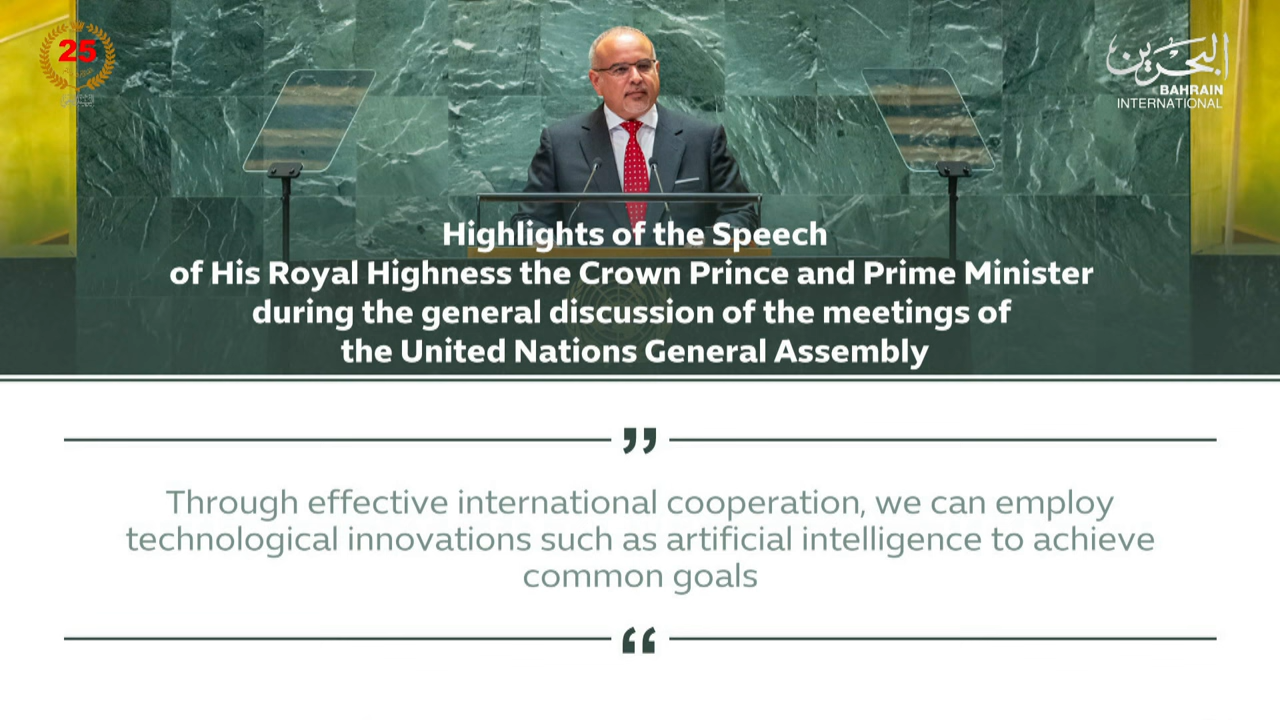 25
البحرين
BAHRAIN
INTERNATIONAL
Highlights of the Speech
of His Royal Highness the Crown Prince and Prime Minister
during the general discussion of the meetings of
the United Nations General Assembly
”
Through effective international cooperation, we can employ
technological innovations such as artificial intelligence to achieve
common goals
“